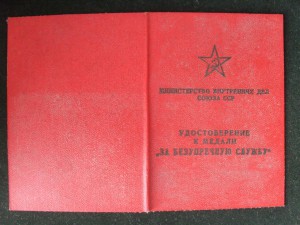 МИНИСТЕРСТВО ВНУТРЕННИХ ДЕЛ
СОЮЗА ССР
УДОСТОВЕРЕНИЕ
К МЕДАЛИ
„ЗА БЕЗУПРЕЧНУЮ СЛУЖБУ"